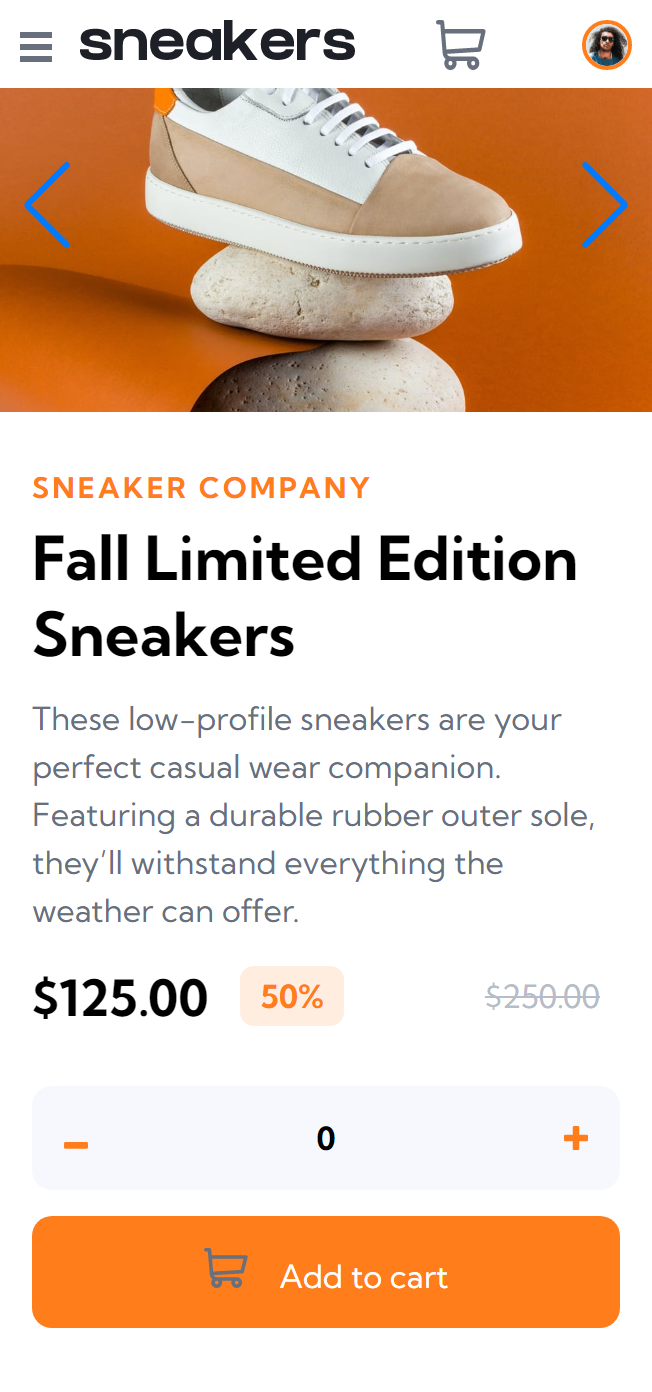 sneakers
SNEAKER COMPANY
Fall Limited Edition
Sneakers
These low-profile sneakers are your
perfect casual wear companion.
Featuring a durable rubber outer sole,
they’ll withstand everything the
weather can offer.
$125.00 50% $250.00
– 0 +
Add to cart